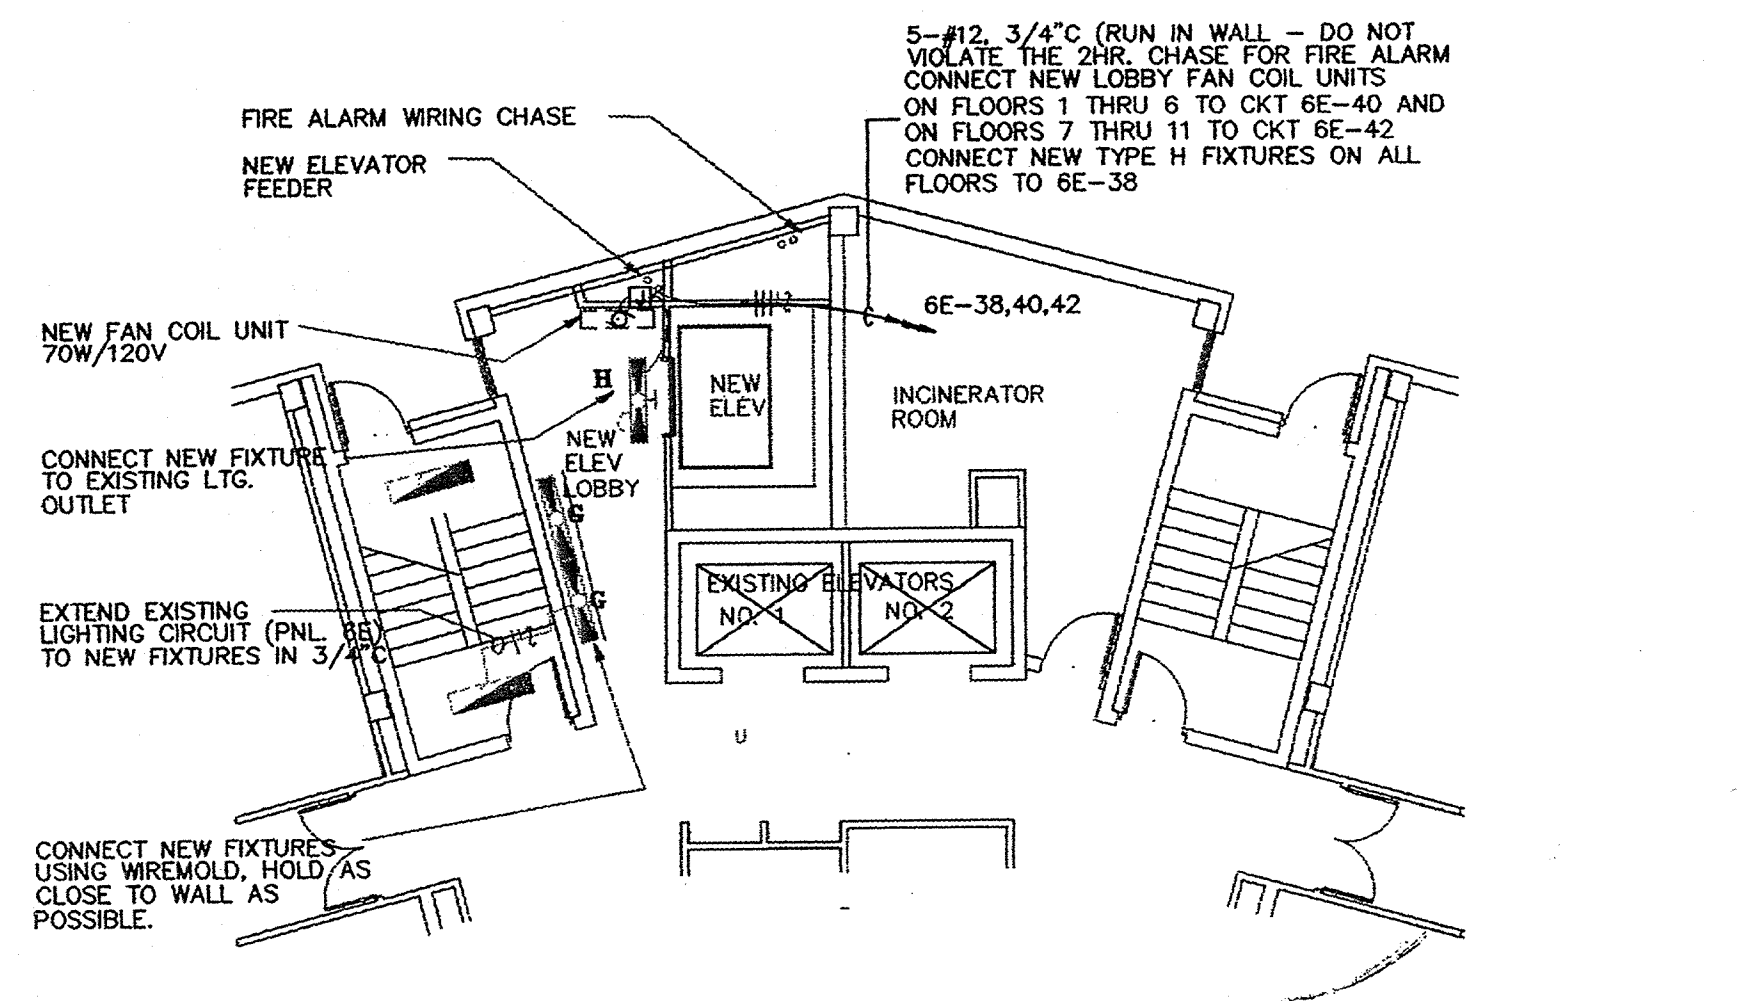 5-#12, 3/4"C (RUN IN WALL - DO NOT
VIOLATE THE 2HR. CHASE FOR FIRE ALARM
CONNECT NEW LOBBY FAN COIL UNITS
ON FLOORS 1 THRU 6 TO CKT 6E-40 AND
ON FLOORS 7 THRU 11 TO CKT 6E-42
CONNECT NEW TYPE H FIXTURES ON ALL
FLOORS TO 6E-38
FIRE ALARM WIRING CHASE
NEW ELEVATOR
FEEDER
6E-38,40,42
NEW FAN COIL UNIT
70W/120V
H
NEW
ELEV
INCINERATOR
ROOM
NEW
ELEV
LOBBY
CONNECT NEW FIXTURE
TO EXISTING LTG.
OUTLET
G
G
EXISTING ELEVATORS
NO. 1
NO. 2
EXTEND EXISTING
LIGHTING CIRCUIT (PNL. 6E)
TO NEW FIXTURES IN 3/4"C
U
CONNECT NEW FIXTURES
USING WIREMOLD, HOLD AS
CLOSE TO WALL AS
POSSIBLE.